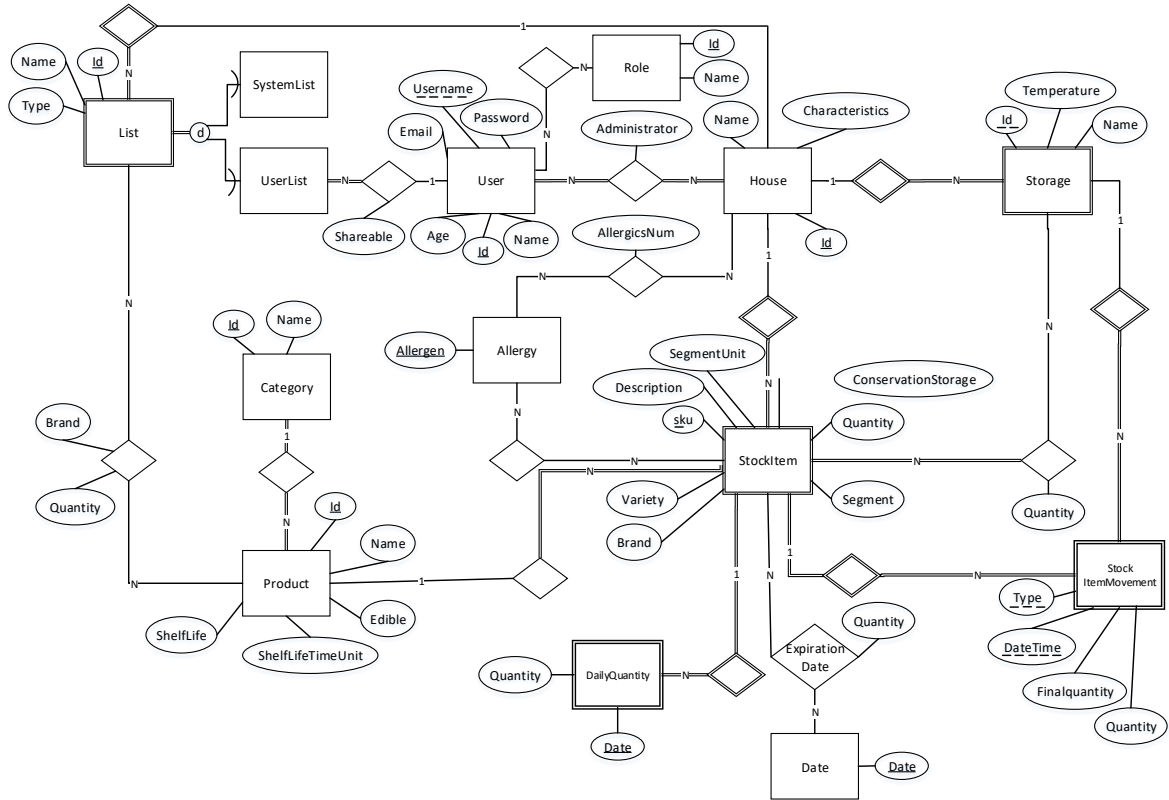 1
Role
Id
Name
N
N
List
Name
Id
Type
N
SystemList
d
UserList
N
1
Shareable
User
Username
Password
Email
Age
Id
Name
N
Administrator
N
N
House
Name
Characteristics
Id
1
N
Storage
Id
Temperature
Name
AllergicsNum
N
N
1
1
Allergy
Allergen
N
N
Category
Id
Name
1
N
N
Brand
Quantity
N
Product
Id
Name
Edible
ShelfLife
ShelfLifeTimeUnit
1
N
StockItem
SegmentUnit
Description
sku
Variety
Brand
ConservationStorage
Quantity
Segment
N
N
N
Quantity
N
1
N
Stock
ItemMovement
Type
DateTime
Finalquantity
Quantity
1
N
DailyQuantity
Quantity
Date
N
Expiration
Date
Quantity
N
Date
Date